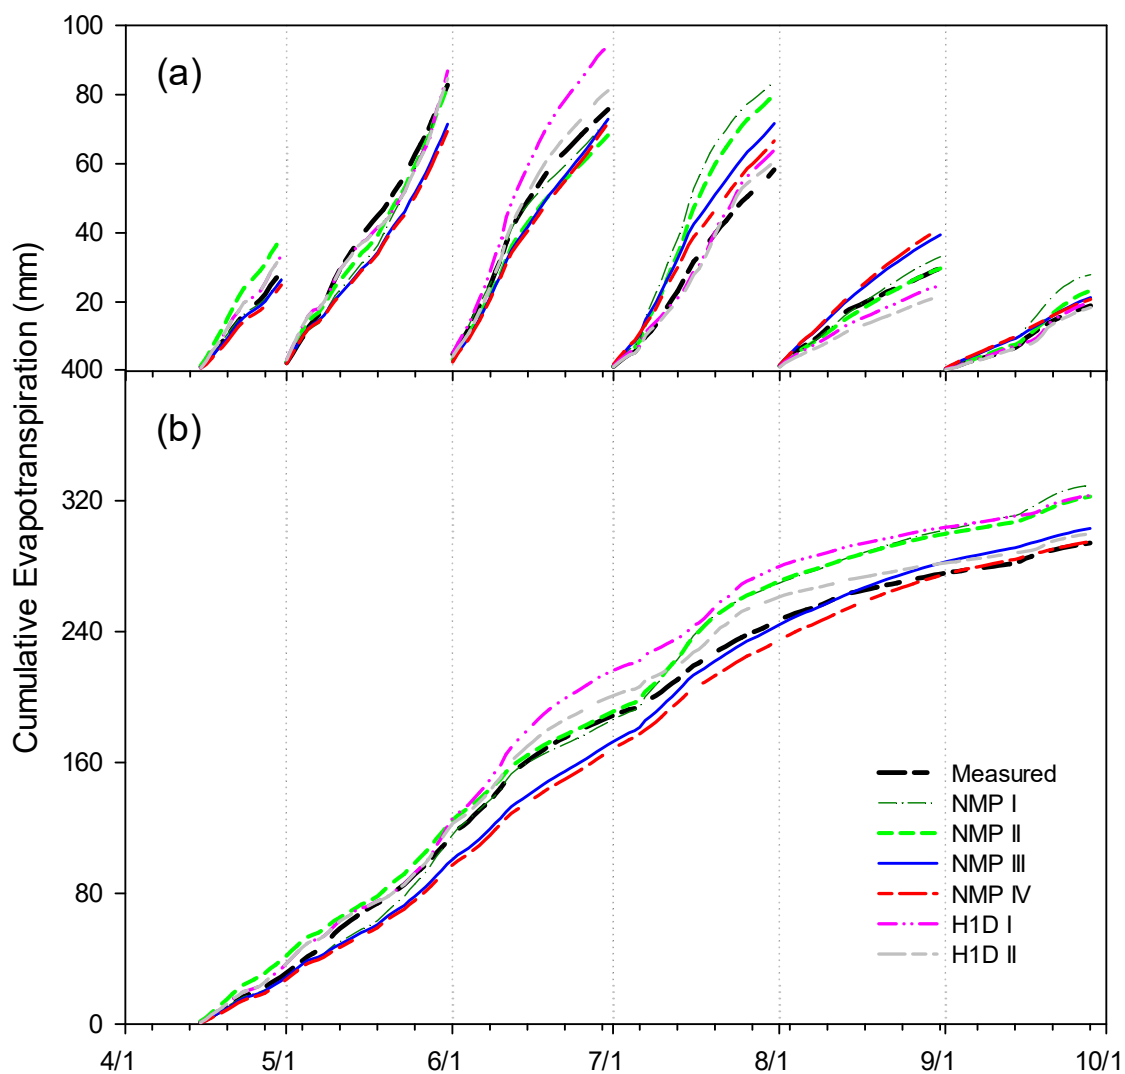 100
(a)
80
60
40
20
400
(b)
320
240
160
80
0
Cumulative Evapotranspiration (mm)
Measured
NMP I
NMP II
NMP III
NMP IV
H1D I
H1D II
4/1 5/1 6/1 7/1 8/1 9/1 10/1